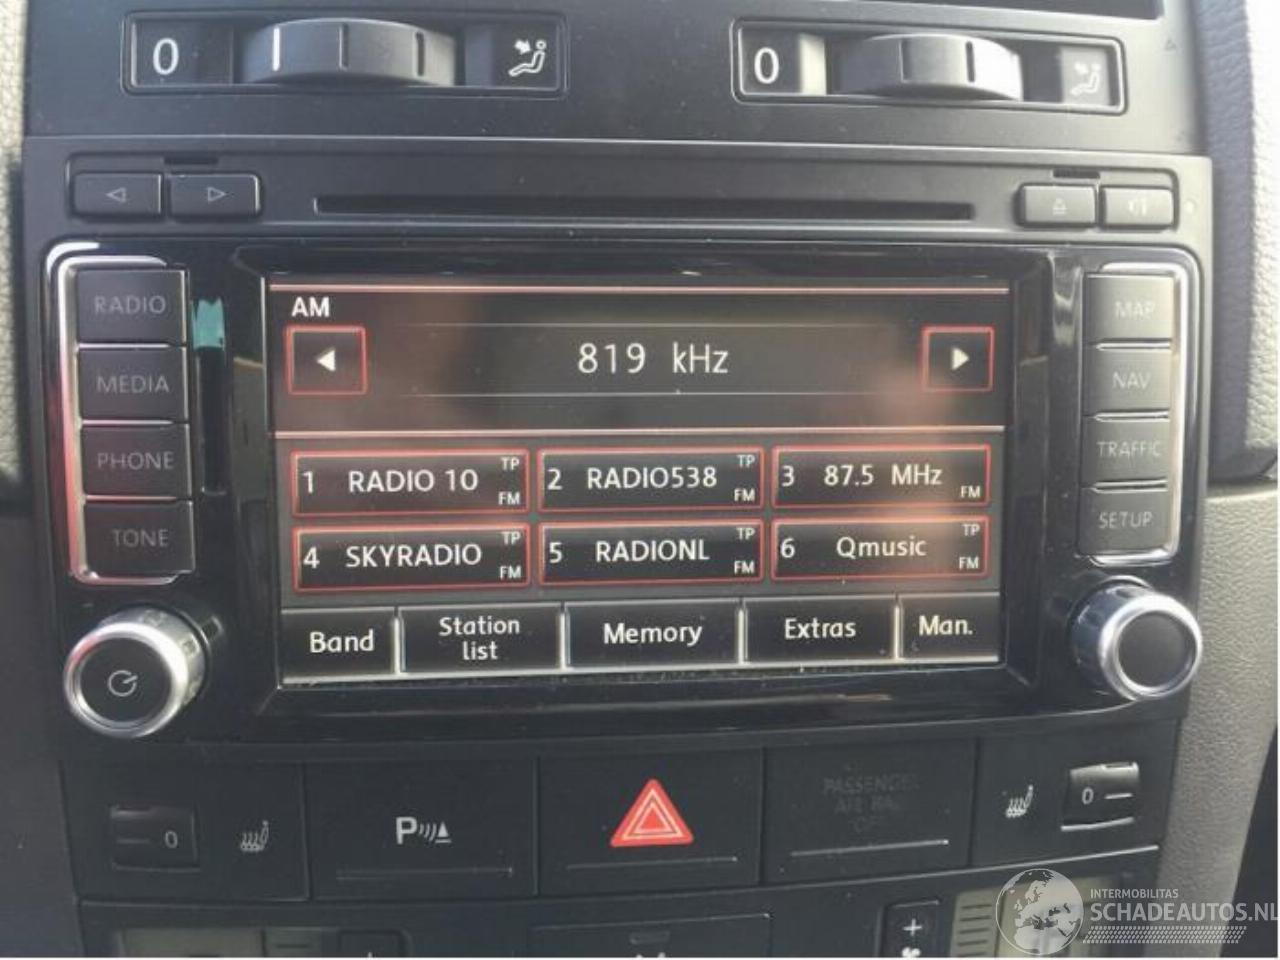 0
0
RADIO
MEDIA
PHONE
TONE
AM
819 kHz
1 RADIO 10 TP FM
2 RADIO538 TP FM
3 87.5 MHz FM
4 SKYRADIO TP FM
5 RADIONL TP FM
6 Qmusic TP FM
Band
Station
list
Memory
Extras
Man.
MAP
NAV
TRAFFIC
SETUP
0
P
PASSENGER
AIR BAG
OFF
0
INTERMOBILITAS
SCHADEAUTOS.NL